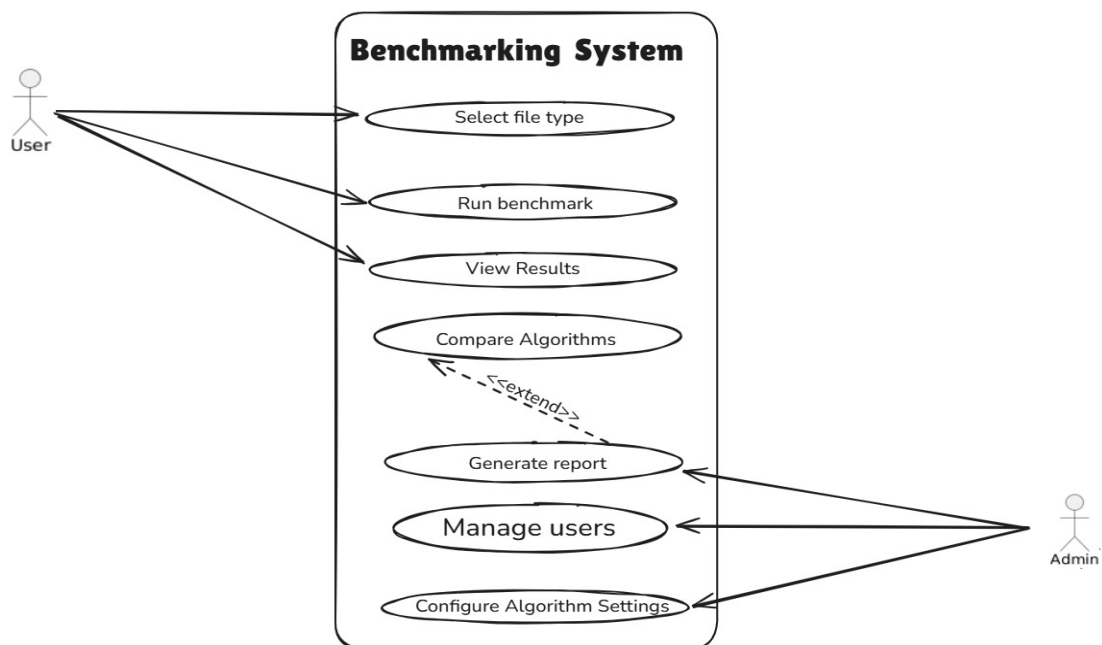 Benchmarking System
Select file type
User
Run benchmark
View Results
Compare Algorithms
<<extend>>
Generate report
Manage users
Admin
Configure Algorithm Settings